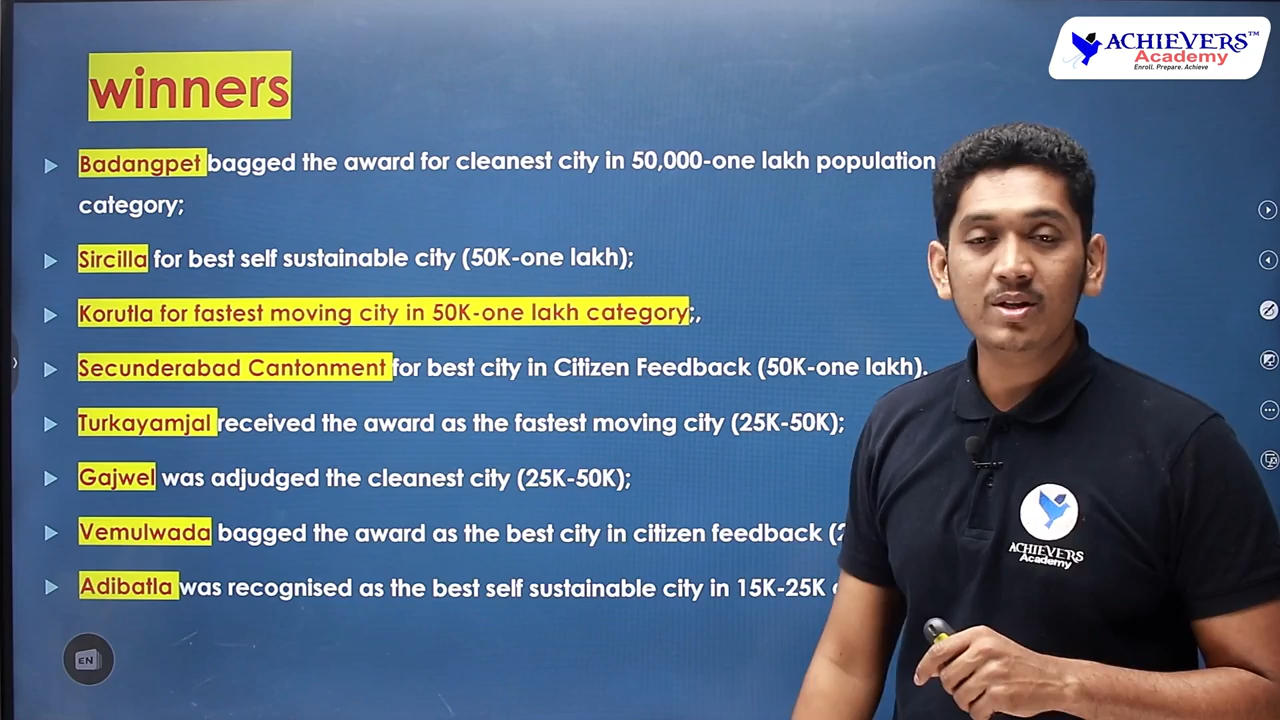 ACHIEVERS™
Academy
Enroll. Prepare. Achieve
winners
Badangpet bagged the award for cleanest city in 50,000-one lakh population
category;
Sircilla for best self sustainable city (50K-one lakh);
Korutla for fastest moving city in 50K-one lakh category;,
Secunderabad Cantonment for best city in Citizen Feedback (50K-one lakh).
Turkayamjal received the award as the fastest moving city (25K-50K);
Gajwel was adjudged the cleanest city (25K-50K);
Vemulwada bagged the award as the best city in citizen feedback (
Adibatla was recognised as the best self sustainable city in 15K-25K
EN
ACHIEVERS
Academy